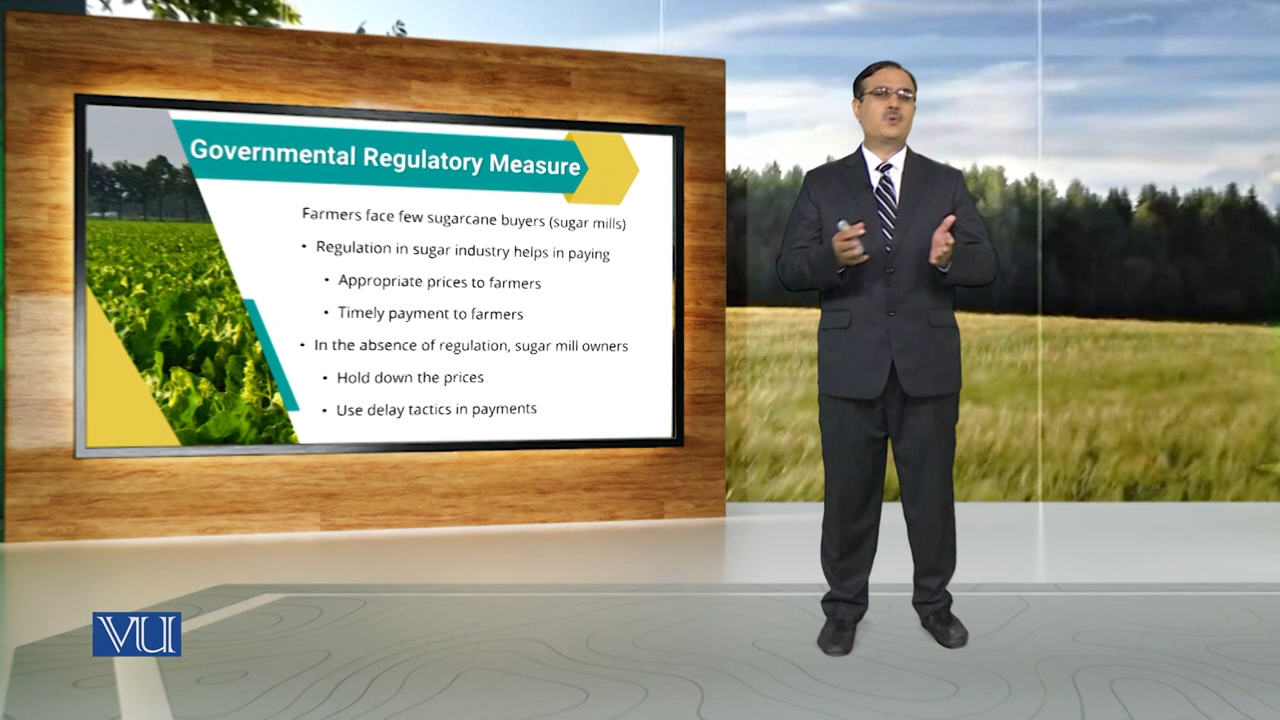 Governmental Regulatory Measure
Farmers face few sugarcane buyers (sugar mills)
• Regulation in sugar industry helps in paying
• Appropriate prices to farmers
• Timely payment to farmers
• In the absence of regulation, sugar mill owners
• Hold down the prices
• Use delay tactics in payments
VU